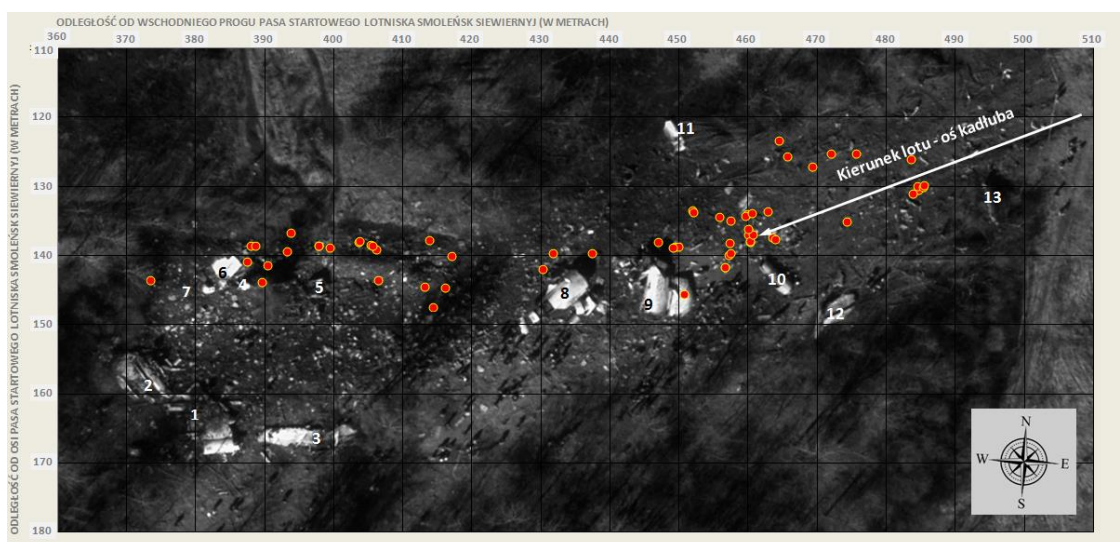 ODLEGŁOŚĆ OD WSCHODNIEGO PROGU PASA STARTOWEGO LOTNISKA SMOLEŃSK SIEWIERNYJ (W METRACH)
360 370 380 390 400 410 420 430 440 450 460 470 480 490 500 510
ODLEGŁOŚĆ OD OSI PASA STARTOWEGO LOTNISKA SMOLEŃSK SIEWIERNYJ (W METRACH)
110
120
130
140
150
160
170
180
11
Kierunek lotu - oś kadłuba
13
6
7
4
5
8
9
10
12
2
1
3
N
W
E
S